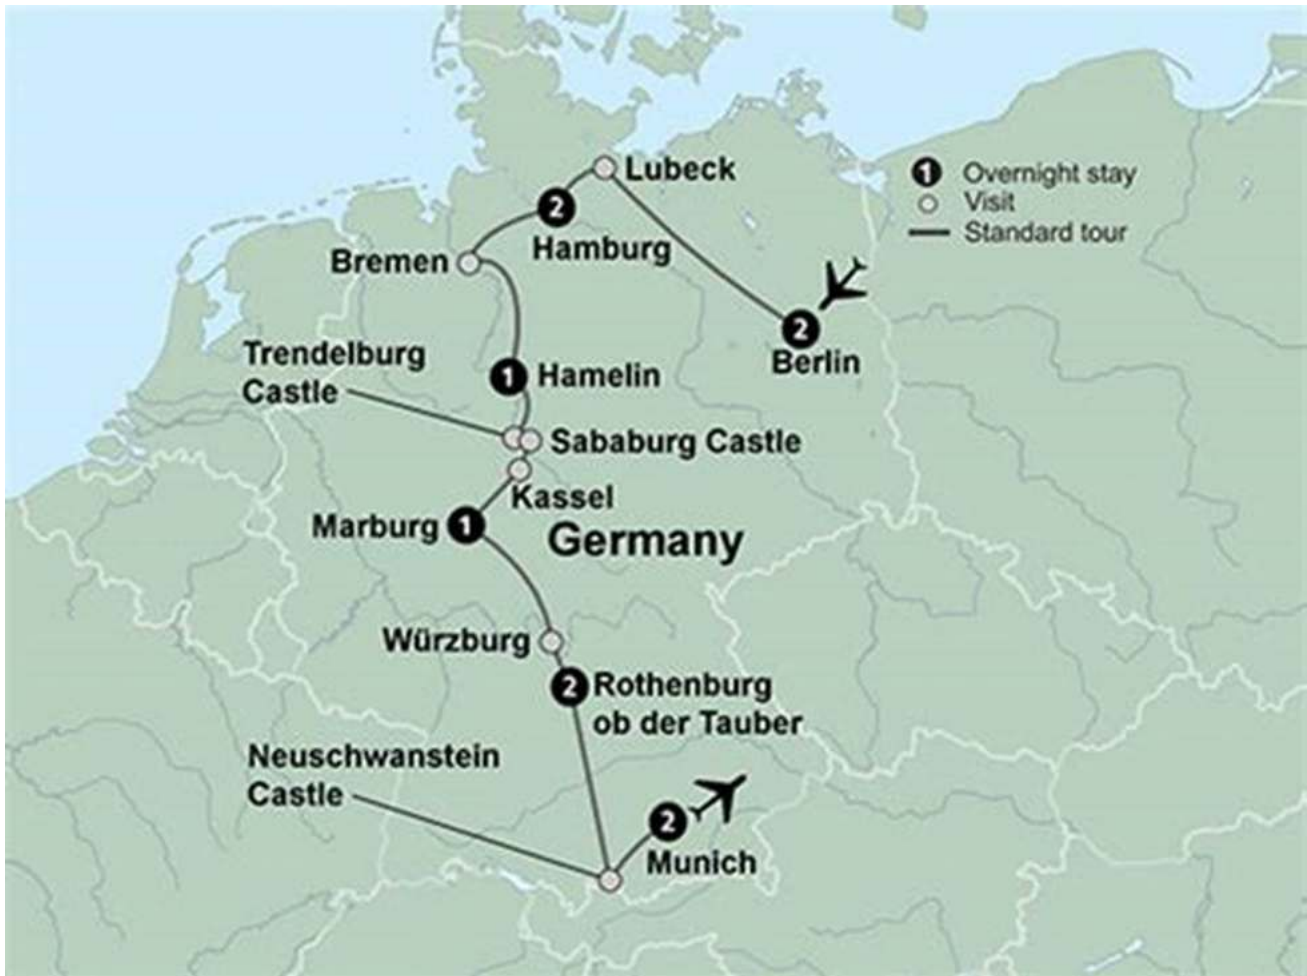 Lubeck
1 Overnight stay
Visit
Standard tour
2
Hamburg
Bremen
2
Berlin
Trendelburg
Castle
1 Hamelin
Sababurg Castle
Kassel
Marburg 1
Germany
Würzburg
2 Rothenburg
ob der Tauber
Neuschwanstein
Castle
2
Munich